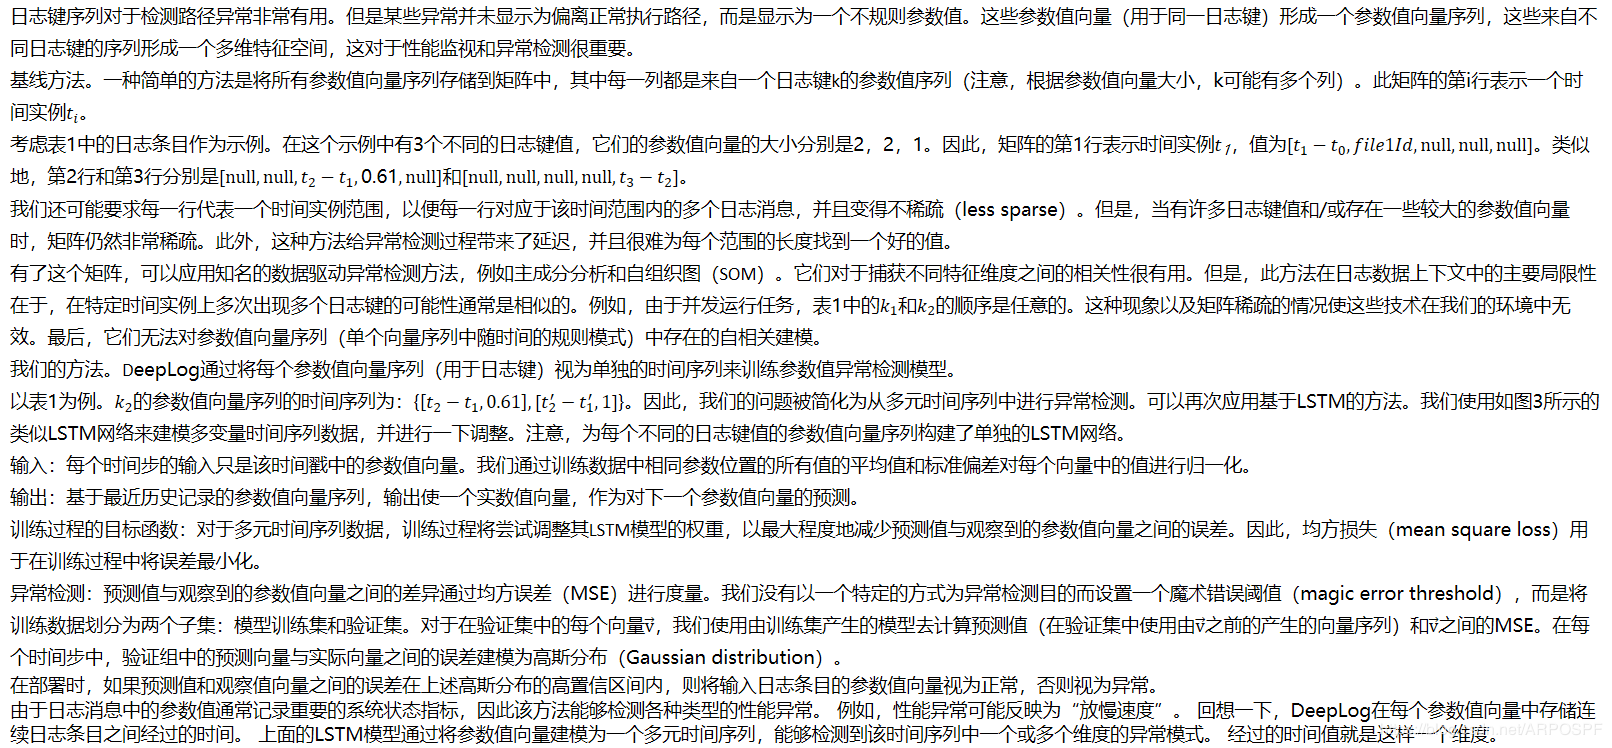 日志键序列对于检测路径异常非常有用。但是某些异常并未显示为偏离正常执行路径，而是显示为一个不规则参数值。这些参数值向量（用于同一日志键）形成一个参数值向量序列，这些来自不
同日志键的序列形成一个多维特征空间，这对于性能监视和异常检测很重要。
基线方法。一种简单的方法是将所有参数值向量序列存储到矩阵中，其中每一列都是来自一个日志键k的参数值序列（注意，根据参数值向量大小，k可能有多个列）。此矩阵的第i行表示一个时
间实例tᵢ。
考虑表1中的日志条目作为示例。在这个示例中有3个不同的日志键值，它们的参数值向量的大小分别是2，2，1。因此，矩阵的第1行表示时间实例t₁，值为[t₁ − t₀, file1Id, null, null, null]。类似
地，第2行和第3行分别是[null, null, t₂ − t₁, 0.61, null]和[null, null, null, null, t₃ − t₂]。
我们还可能要求每一行代表一个时间实例范围，以便每一行对应于该时间范围内的多个日志消息，并且变得不稀疏（less sparse）。但是，当有许多日志键值和/或存在一些较大的参数值向量
时，矩阵仍然非常稀疏。此外，这种方法给异常检测过程带来了延迟，并且很难为每个范围的长度找到一个好的值。
有了这个矩阵，可以应用知名的数据驱动异常检测方法，例如主成分分析和自组织图（SOM）。它们对于捕获不同特征维度之间的相关性很有用。但是，此方法在日志数据上下文中的主要局限性
在于，在特定时间实例上多次出现多个日志键的可能性通常是相似的。例如，由于并发运行任务，表1中的k₁和k₂的顺序是任意的。这种现象以及矩阵稀疏的情况使这些技术在我们的环境中无
效。最后，它们无法对参数值向量序列（单个向量序列中随时间的规则模式）中存在的自相关建模。
我们的方法。DeepLog通过将每个参数值向量序列（用于日志键）视为单独的时间序列来训练参数值异常检测模型。
以表1为例。k₂的参数值向量序列的时间序列为：{[t₂ − t₁, 0.61], [t₂′ − t₁′, 1]}。因此，我们的问题被简化为从多元时间序列中进行异常检测。可以再次应用基于LSTM的方法。我们使用如图3所示的
类似LSTM网络来建模多变量时间序列数据，并进行一下调整。注意，为每个不同的日志键值的参数值向量序列构建了单独的LSTM网络。
输入：每个时间步的输入只是该时间戳中的参数值向量。我们通过训练数据中相同参数位置的所有值的平均值和标准偏差对每个向量中的值进行归一化。
输出：基于最近历史记录的参数值向量序列，输出使一个实数值向量，作为对下一个参数值向量的预测。
训练过程的目标函数：对于多元时间序列数据，训练过程将尝试调整其LSTM模型的权重，以最大程度地减少预测值与观察到的参数值向量之间的误差。因此，均方损失（mean square loss）用
于在训练过程中将误差最小化。
异常检测：预测值与观察到的参数值向量之间的差异通过均方误差（MSE）进行度量。我们没有以一个特定的方式为异常检测目的而设置一个魔术错误阈值（magic error threshold），而是将
训练数据划分为两个子集：模型训练集和验证集。对于在验证集中的每个向量v⃗，我们使用由训练集产生的模型去计算预测值（在验证集中使用由v⃗之前的产生的向量序列）和v⃗之间的MSE。在每
个时间步中，验证组中的预测向量与实际向量之间的误差建模为高斯分布（Gaussian distribution）。
在部署时，如果预测值和观察值向量之间的误差在上述高斯分布的高置信区间内，则将输入日志条目的参数值向量视为正常，否则视为异常。
由于日志消息中的参数值通常记录重要的系统状态指标，因此该方法能够检测各种类型的性能异常。 例如，性能异常可能反映为“放慢速度”。 回想一下，DeepLog在每个参数值向量中存储连
续日志条目之间经过的时间。 上面的LSTM模型通过将参数值向量建模为一个多元时间序列，能够检测到该时间序列中一个或多个维度的异常模式。 经过的时间值就是这样一个维度。